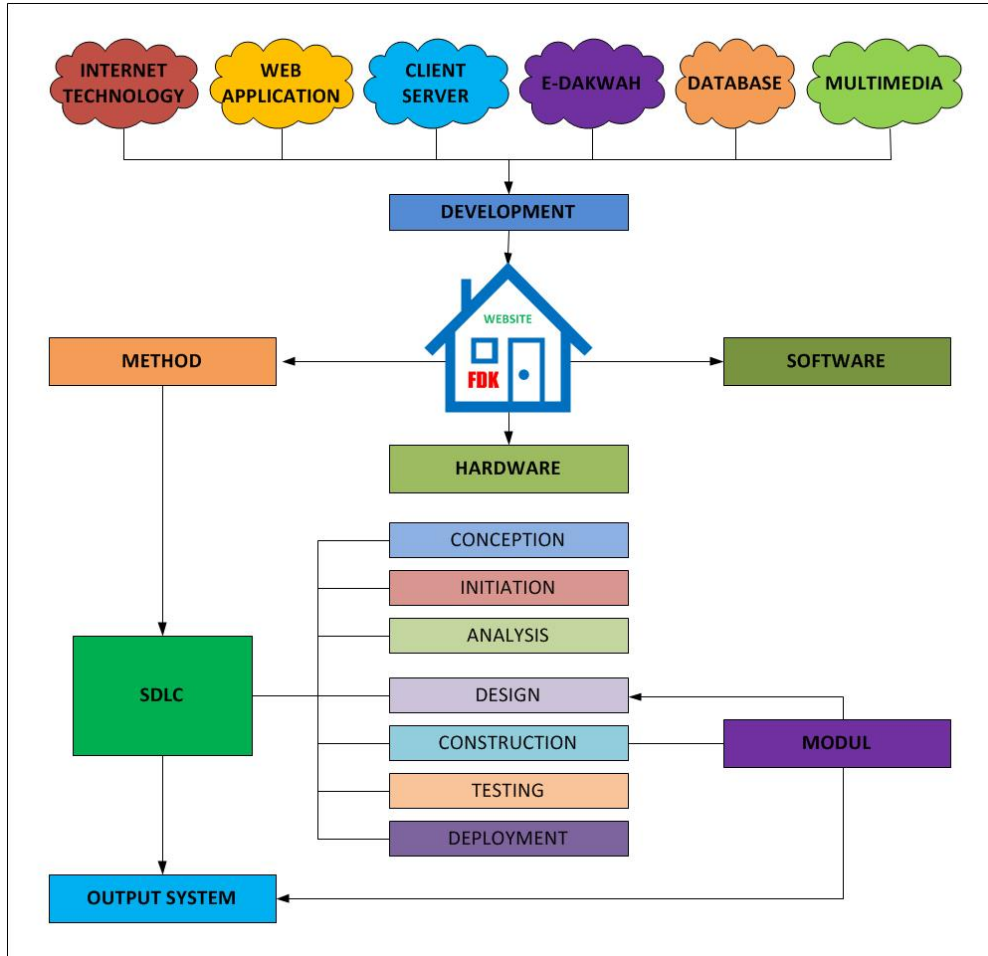 INTERNET
TECHNOLOGY
WEB
APPLICATION
CLIENT
SERVER
E-DAKWAH
DATABASE
MULTIMEDIA
DEVELOPMENT
WEBSITE
FDK
METHOD
SOFTWARE
HARDWARE
CONCEPTION
INITIATION
ANALYSIS
SDLC
DESIGN
CONSTRUCTION
MODUL
TESTING
DEPLOYMENT
OUTPUT SYSTEM